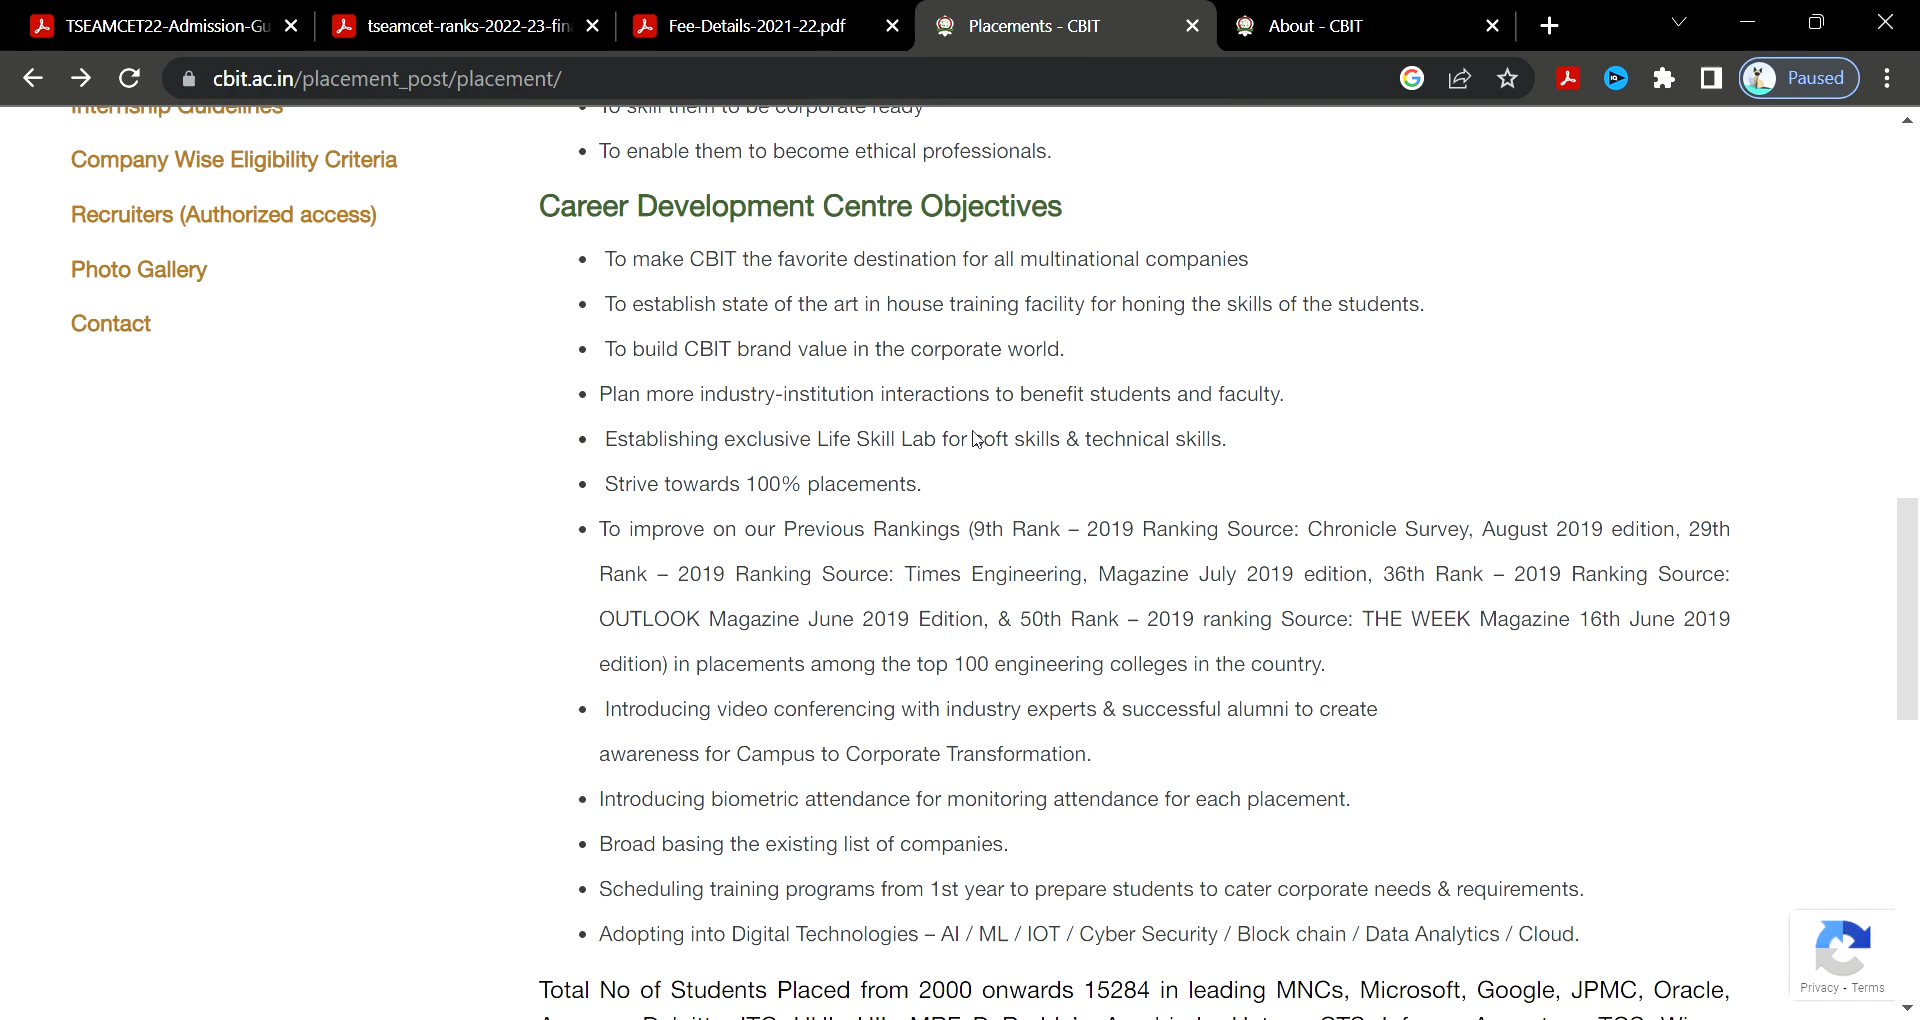 TSEAMCET22-Admission-Gu
tseamcet-ranks-2022-23-fin
Fee-Details-2021-22.pdf
Placements - CBIT
About - CBIT
cbit.ac.in/placement_post/placement/
Paused
Internship Guidelines
Company Wise Eligibility Criteria
Recruiters (Authorized access)
Photo Gallery
Contact
To skill them to be corporate ready
To enable them to become ethical professionals.
Career Development Centre Objectives
To make CBIT the favorite destination for all multinational companies
To establish state of the art in house training facility for honing the skills of the students.
To build CBIT brand value in the corporate world.
Plan more industry-institution interactions to benefit students and faculty.
Establishing exclusive Life Skill Lab for soft skills & technical skills.
Strive towards 100% placements.
To improve on our Previous Rankings (9th Rank – 2019 Ranking Source: Chronicle Survey, August 2019 edition, 29th
Rank – 2019 Ranking Source: Times Engineering, Magazine July 2019 edition, 36th Rank – 2019 Ranking Source:
OUTLOOK Magazine June 2019 Edition, & 50th Rank – 2019 ranking Source: THE WEEK Magazine 16th June 2019
edition) in placements among the top 100 engineering colleges in the country.
Introducing video conferencing with industry experts & successful alumni to create
awareness for Campus to Corporate Transformation.
Introducing biometric attendance for monitoring attendance for each placement.
Broad basing the existing list of companies.
Scheduling training programs from 1st year to prepare students to cater corporate needs & requirements.
Adopting into Digital Technologies – AI / ML / IOT / Cyber Security / Block chain / Data Analytics / Cloud.
Total No of Students Placed from 2000 onwards 15284 in leading MNCs, Microsoft, Google, JPMC, Oracle,
Privacy - Terms